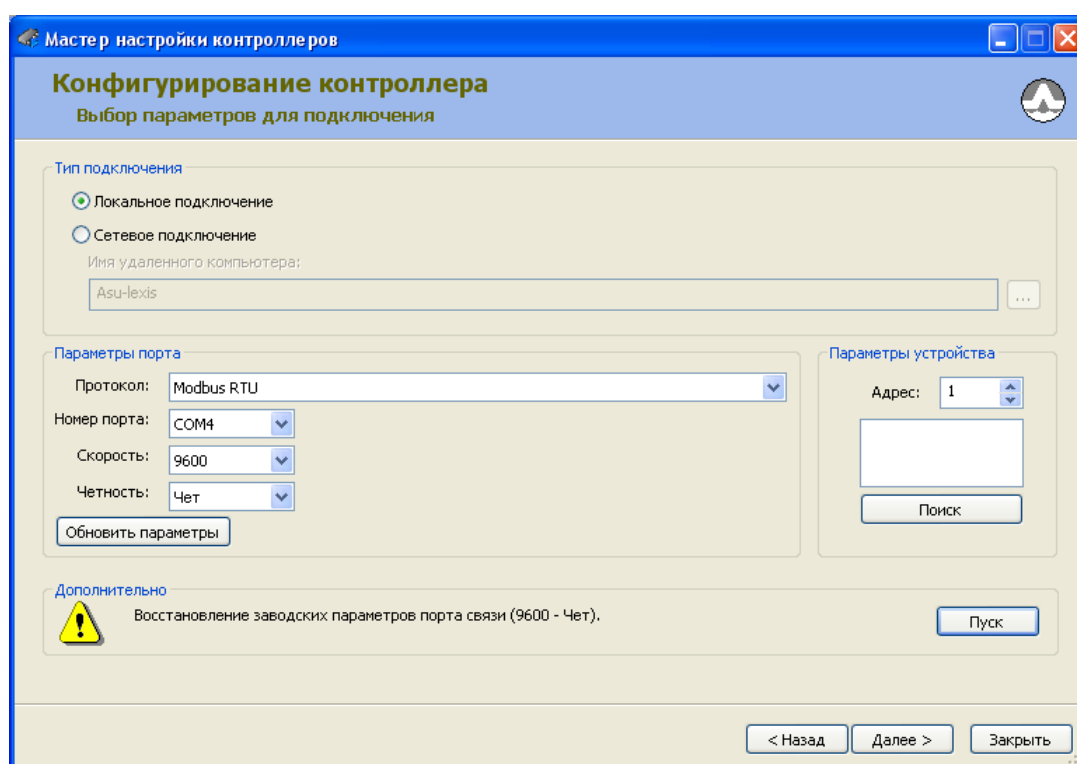 Мастер настройки контроллеров
Конфигурирование контроллера
Выбор параметров для подключения
Тип подключения
Локальное подключение
Сетевое подключение
Имя удаленного компьютера:
Asu-lexis
...
Параметры порта
Протокол: Modbus RTU
Номер порта: COM4
Скорость: 9600
Четность: Чет
Обновить параметры
Параметры устройства
Адрес: 1
Поиск
Дополнительно
Восстановление заводских параметров порта связи (9600 - Чет).
Пуск
< Назад
Далее >
Закрыть